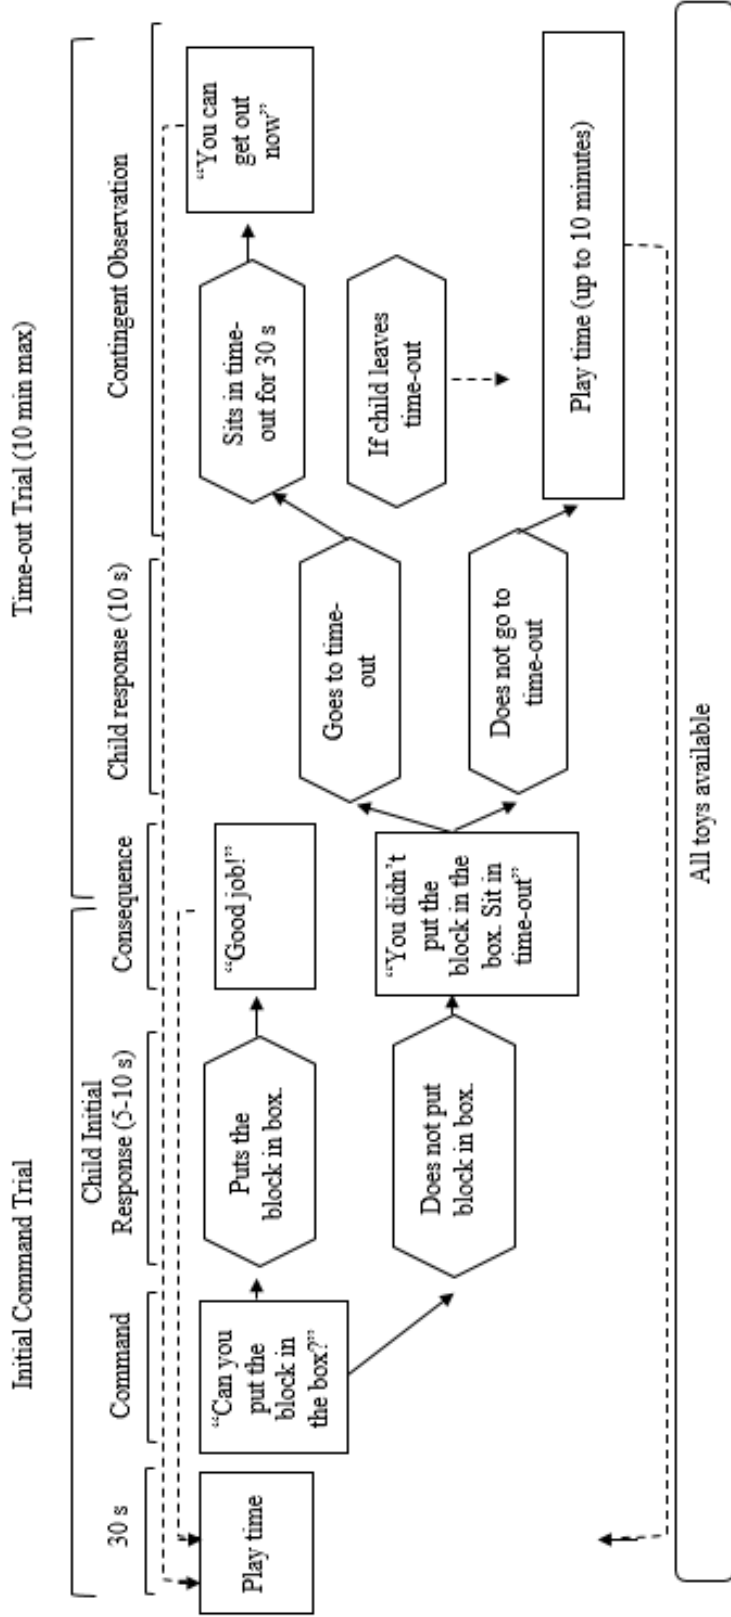 Initial Command Trial
Time-out Trial (10 min max)
30 s
Command
Child Initial
Response (5-10 s)
Consequence
Child response (10 s)
Contingent Observation
Play time
“Can you
put the
block in
the box?”
Puts the
block in box.
“Good job!”
Does not put
block in box.
“You didn’t
put the
block in the
box. Sit in
time-out”
Goes to time-
out
Does not go to
time-out
Sits in time-
out for 30 s
“You can
get out
now”
If child leaves
time-out
Play time (up to 10 minutes)
All toys available